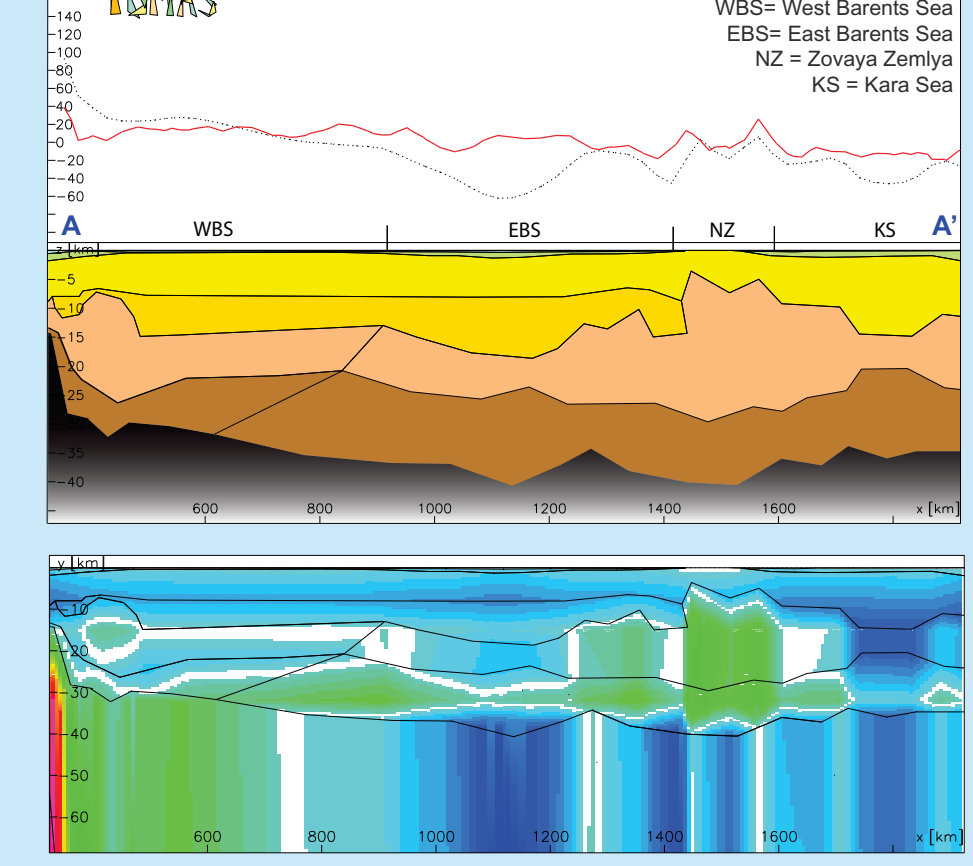 WBS= West Barents Sea
EBS= East Barents Sea
NZ = Zovaya Zemlya
KS = Kara Sea
140
120
100
80
60
40
20
0
-20
-40
-60
A WBS EBS NZ KS A’
z [km]
-5
-10
-15
-20
-25
-35
-40
600 800 1000 1200 1400 1600 x [km]
y [km]
-10
-20
-30
-40
-50
-60
600 800 1000 1200 1400 1600 x [km]